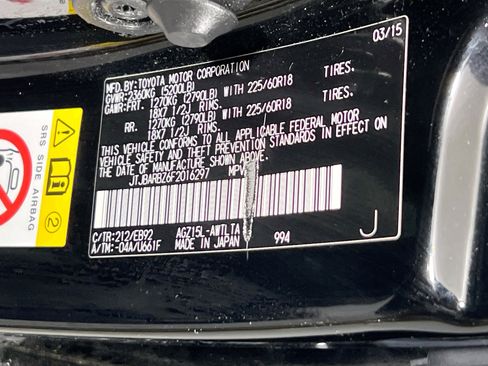 03/15
MFD. BY: TOYOTA MOTOR CORPORATION
GVWR: 2360KG (5200LB)
GAWR: FRT. 1270KG (2790LB) WITH 225/60R18 TIRES.
18X7 1/2J RIMS.
RR. 1270KG (2790LB) WITH 225/60R18 TIRES.
18X7 1/2J RIMS.
THIS VEHICLE CONFORMS TO ALL APPLICABLE FEDERAL MOTOR
VEHICLE SAFETY AND THEFT PREVENTION STANDARDS IN EFFECT ON
THE DATE OF MANUFACTURE SHOWN ABOVE.
JTJBARBZ6F2016297 MPV
C/TR: 212/EB92 AGZ15L-AWTLTA
A/TM: -04A/U661F MADE IN JAPAN 994
J
SRS SIDE AIRBAG
2